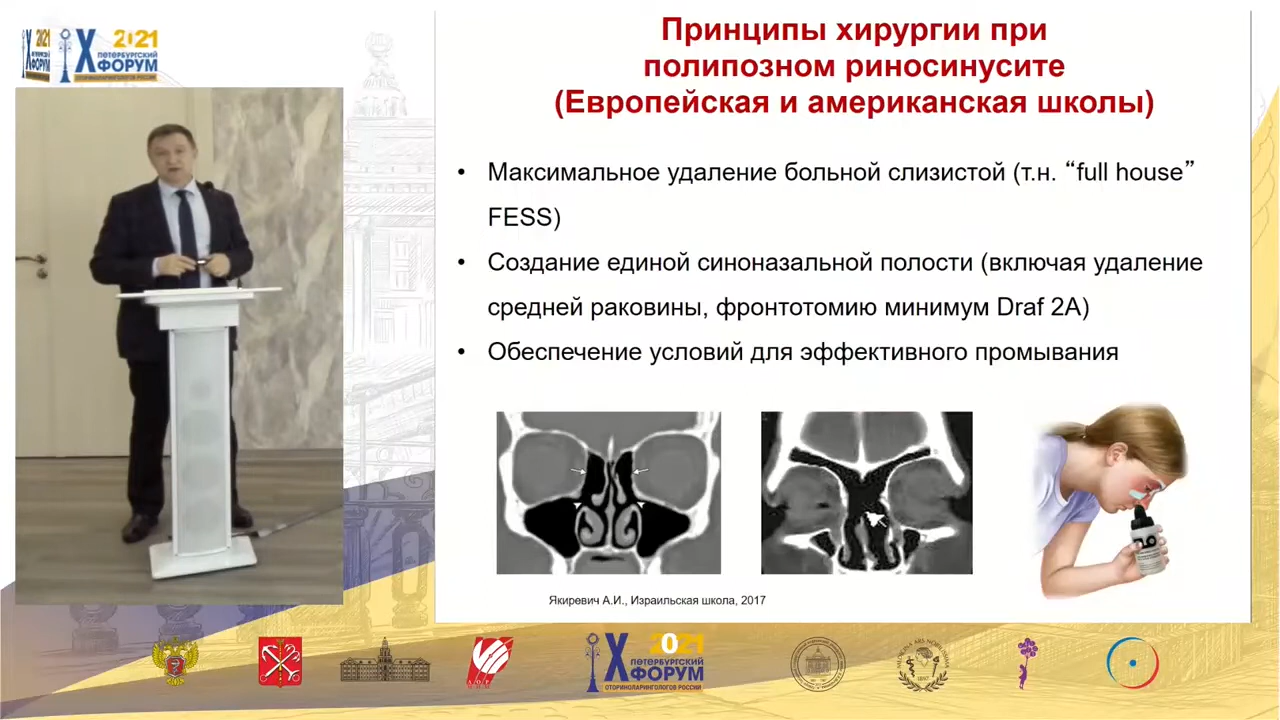 2021
X ПЕТЕРБУРГСКИЙ
ФОРУМ
ОТОРИНОЛАРИНГОЛОГОВ РОССИИ
Принципы хирургии при
полипозном риносинусите
(Европейская и американская школы)
• Максимальное удаление больной слизистой (т.н. “full house”
FESS)
• Создание единой синоназальной полости (включая удаление
средней раковины, фронтотомию минимум Draf 2A)
• Обеспечение условий для эффективного промывания
Якиревич А.И., Израильская школа, 2017
2021
X ПЕТЕРБУРГСКИЙ
ФОРУМ
ОТОРИНОЛАРИНГОЛОГОВ РОССИИ